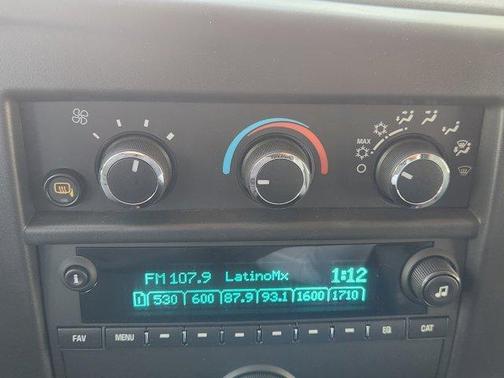 MAX
FM 107.9 LatinoMx 1:12
1 530 600 87.9 93.1 1600 1710
i
FAV MENU EQ CAT